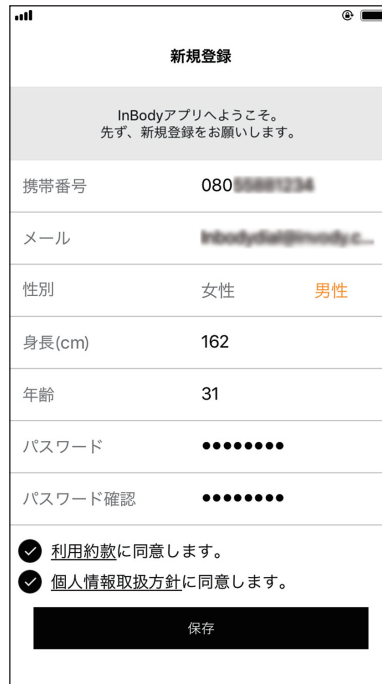 新規登録
InBodyアプリへようこそ。
先ず、新規登録をお願いします。
携帯番号 080
メール
性別 女性 男性
身長(cm) 162
年齢 31
パスワード ●●●●●●●●
パスワード確認 ●●●●●●●●
利用約款に同意します。
個人情報取扱方針に同意します。
保存